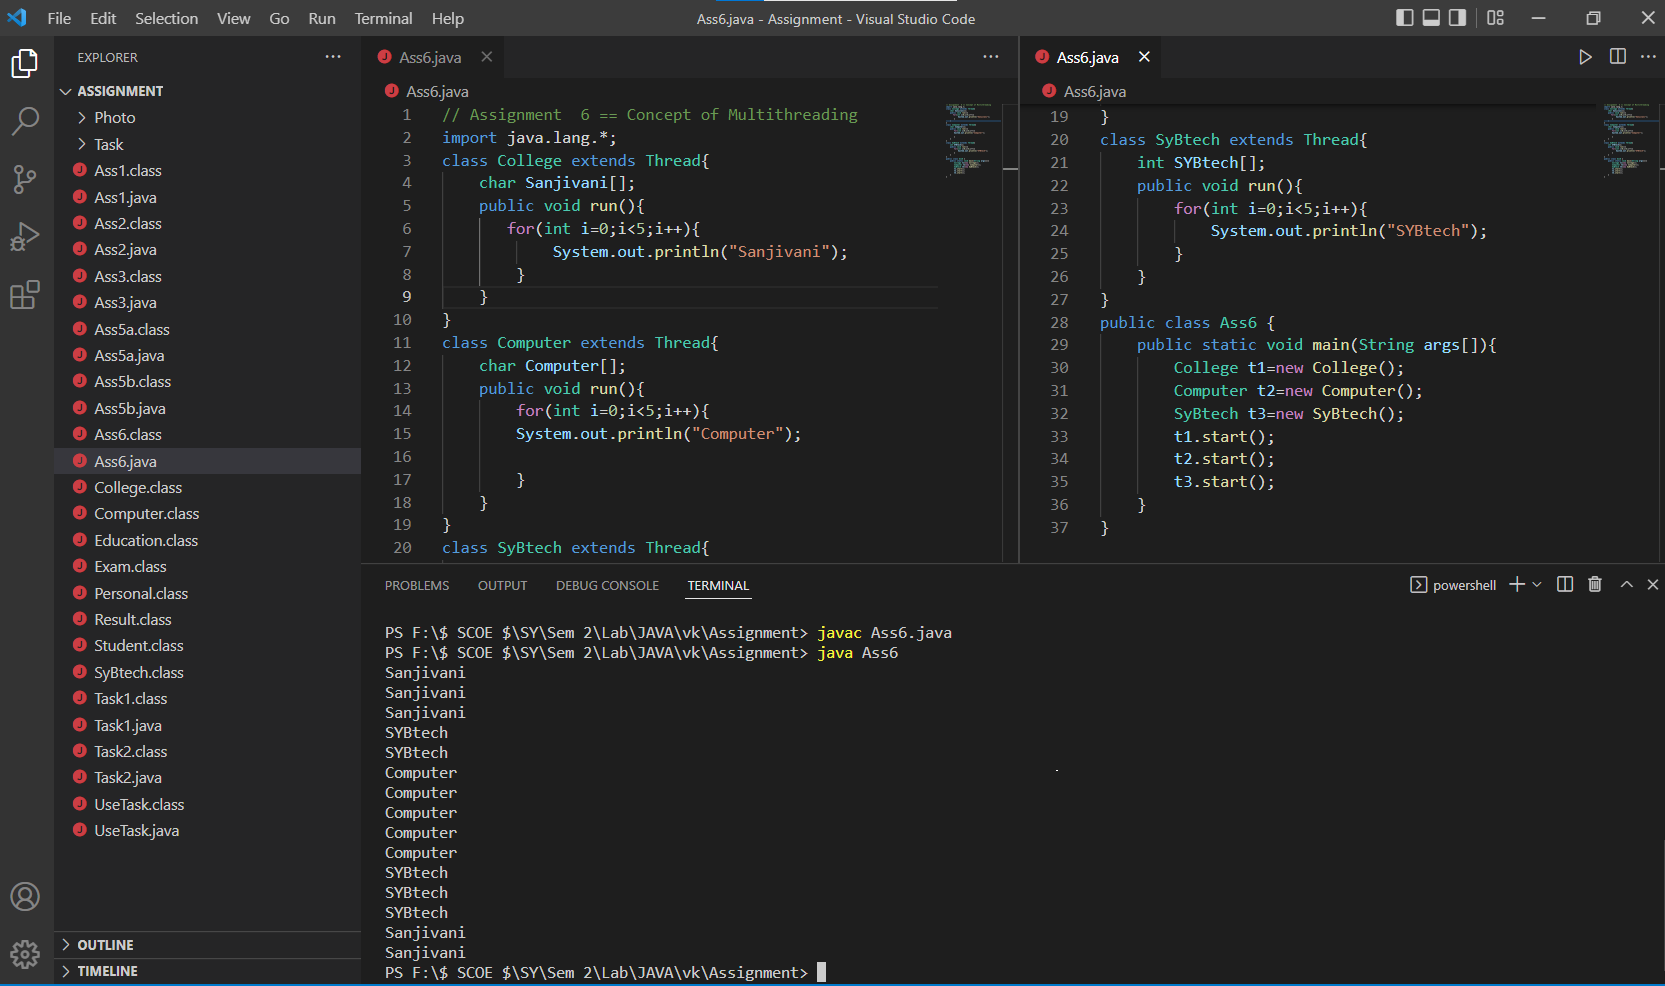 File Edit Selection View Go Run Terminal Help
Ass6.java - Assignment - Visual Studio Code
EXPLORER
ASSIGNMENT
Photo
Task
Ass1.class
Ass1.java
Ass2.class
Ass2.java
Ass3.class
Ass3.java
Ass5a.class
Ass5a.java
Ass5b.class
Ass5b.java
Ass6.class
Ass6.java
College.class
Computer.class
Education.class
Exam.class
Personal.class
Result.class
Student.class
SyBtech.class
Task1.class
Task1.java
Task2.class
Task2.java
UseTask.class
UseTask.java
OUTLINE
TIMELINE
Ass6.java
Ass6.java
1 // Assignment  6 == Concept of Multithreading
2 import java.lang.*;
3 class College extends Thread{
4     char Sanjivani[];
5     public void run(){
6        for(int i=0;i<5;i++){
7             System.out.println("Sanjivani");
8         }
9     }
10 }
11 class Computer extends Thread{
12     char Computer[];
13     public void run(){
14         for(int i=0;i<5;i++){
15         System.out.println("Computer");
16
17         }
18     }
19 }
20 class SyBtech extends Thread{
Ass6.java
Ass6.java
19 }
20 class SyBtech extends Thread{
21     int SYBtech[];
22     public void run(){
23         for(int i=0;i<5;i++){
24             System.out.println("SYBtech");
25         }
26     }
27 }
28 public class Ass6 {
29     public static void main(String args[]){
30         College t1=new College();
31         Computer t2=new Computer();
32         SyBtech t3=new SyBtech();
33         t1.start();
34         t2.start();
35         t3.start();
36     }
37 }
PROBLEMS OUTPUT DEBUG CONSOLE TERMINAL
powershell
PS F:\$ SCOE $\SY\Sem 2\Lab\JAVA\vk\Assignment> javac Ass6.java
PS F:\$ SCOE $\SY\Sem 2\Lab\JAVA\vk\Assignment> java Ass6
Sanjivani
Sanjivani
Sanjivani
SYBtech
SYBtech
Computer
Computer
Computer
Computer
Computer
SYBtech
SYBtech
SYBtech
Sanjivani
Sanjivani
PS F:\$ SCOE $\SY\Sem 2\Lab\JAVA\vk\Assignment>